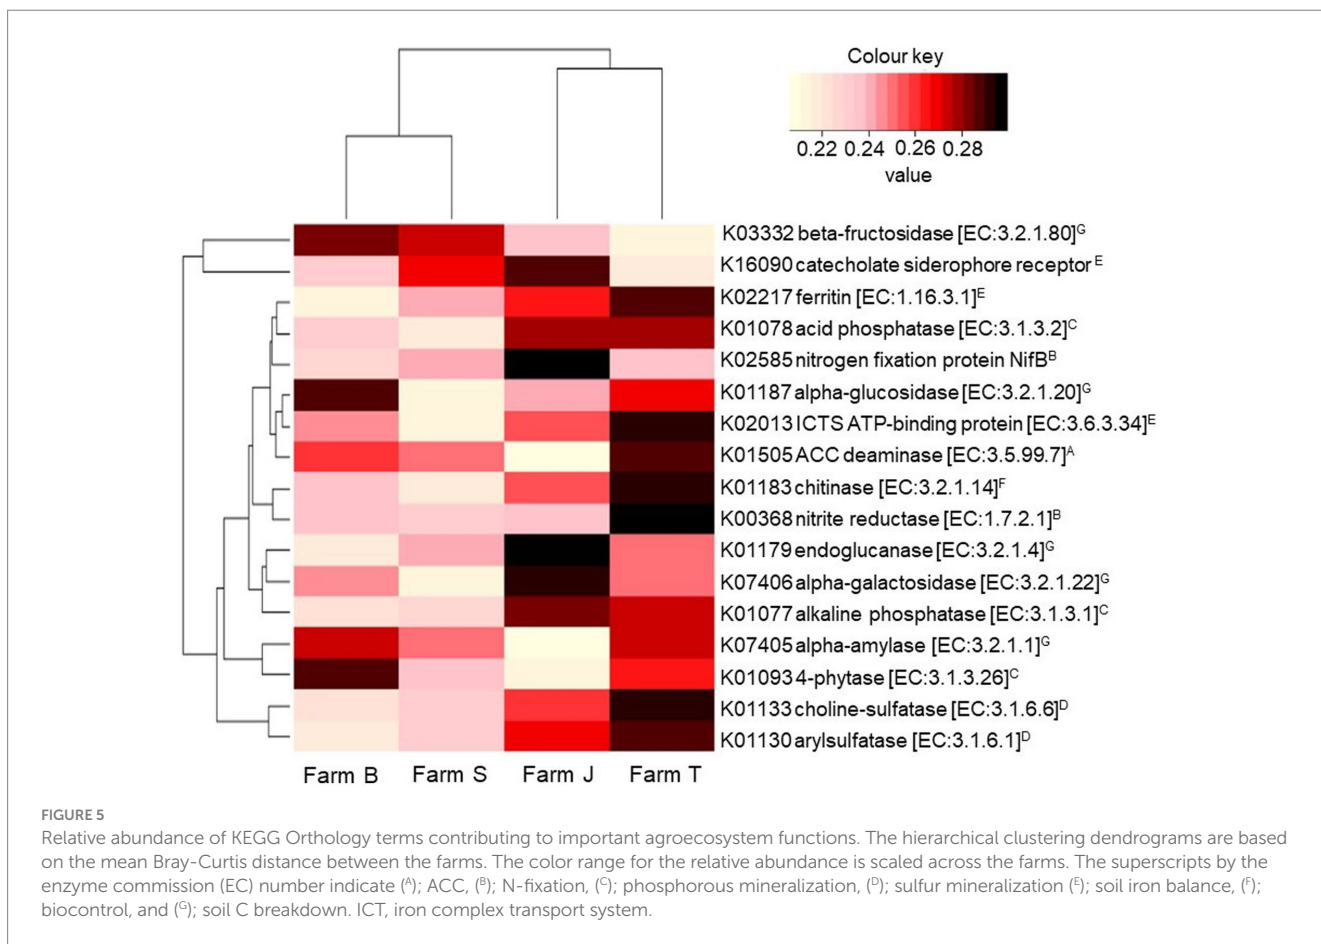 Colour key
0.22 0.24 0.26 0.28
value
K03332 beta-fructosidase [EC:3.2.1.80]ᴳ
K16090 catecholate siderophore receptor ᴱ
K02217 ferritin [EC:1.16.3.1]ᴱ
K01078 acid phosphatase [EC:3.1.3.2]ᶜ
K02585 nitrogen fixation protein NifBᴮ
K01187 alpha-glucosidase [EC:3.2.1.20]ᴳ
K02013 ICTS ATP-binding protein [EC:3.6.3.34]ᴱ
K01505 ACC deaminase [EC:3.5.99.7]ᴬ
K01183 chitinase [EC:3.2.1.14]ꟳ
K00368 nitrite reductase [EC:1.7.2.1]ᴮ
K01179 endoglucanase [EC:3.2.1.4]ᴳ
K07406 alpha-galactosidase [EC:3.2.1.22]ᴳ
K01077 alkaline phosphatase [EC:3.1.3.1]ᶜ
K07405 alpha-amylase [EC:3.2.1.1]ᴳ
K01093 4-phytase [EC:3.1.3.26]ᶜ
K01133 choline-sulfatase [EC:3.1.6.6]ᴰ
K01130 arylsulfatase [EC:3.1.6.1]ᴰ
Farm B Farm S Farm J Farm T
FIGURE 5
Relative abundance of KEGG Orthology terms contributing to important agroecosystem functions. The hierarchical clustering dendrograms are based
on the mean Bray-Curtis distance between the farms. The color range for the relative abundance is scaled across the farms. The superscripts by the
enzyme commission (EC) number indicate (ᴬ); ACC, (ᴮ); N-fixation, (ᶜ); phosphorous mineralization, (ᴰ); sulfur mineralization (ᴱ); soil iron balance, (ꟳ);
biocontrol, and (ᴳ); soil C breakdown. ICT, iron complex transport system.